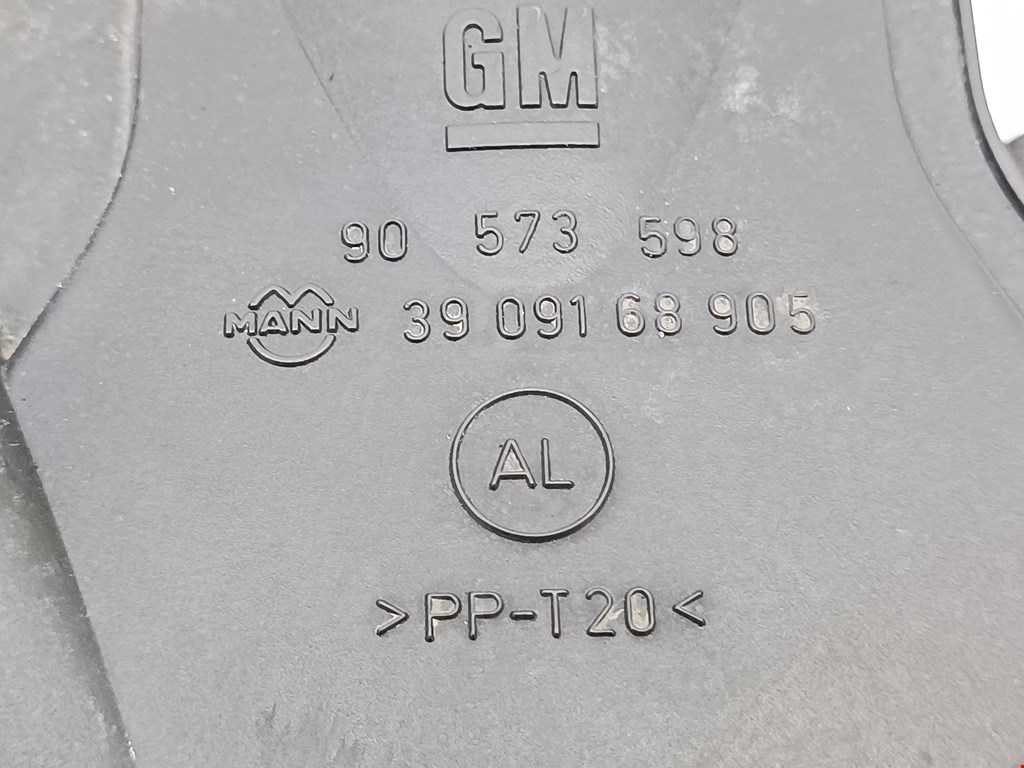 GM
90 573 598
MANN 39 091 68 905
AL
>PP-T20<